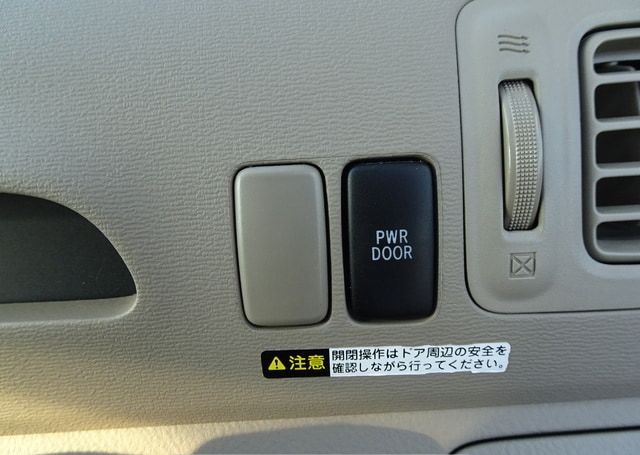 PWR
DOOR
注意
開閉操作はドア周辺の安全を
確認しながら行ってください。